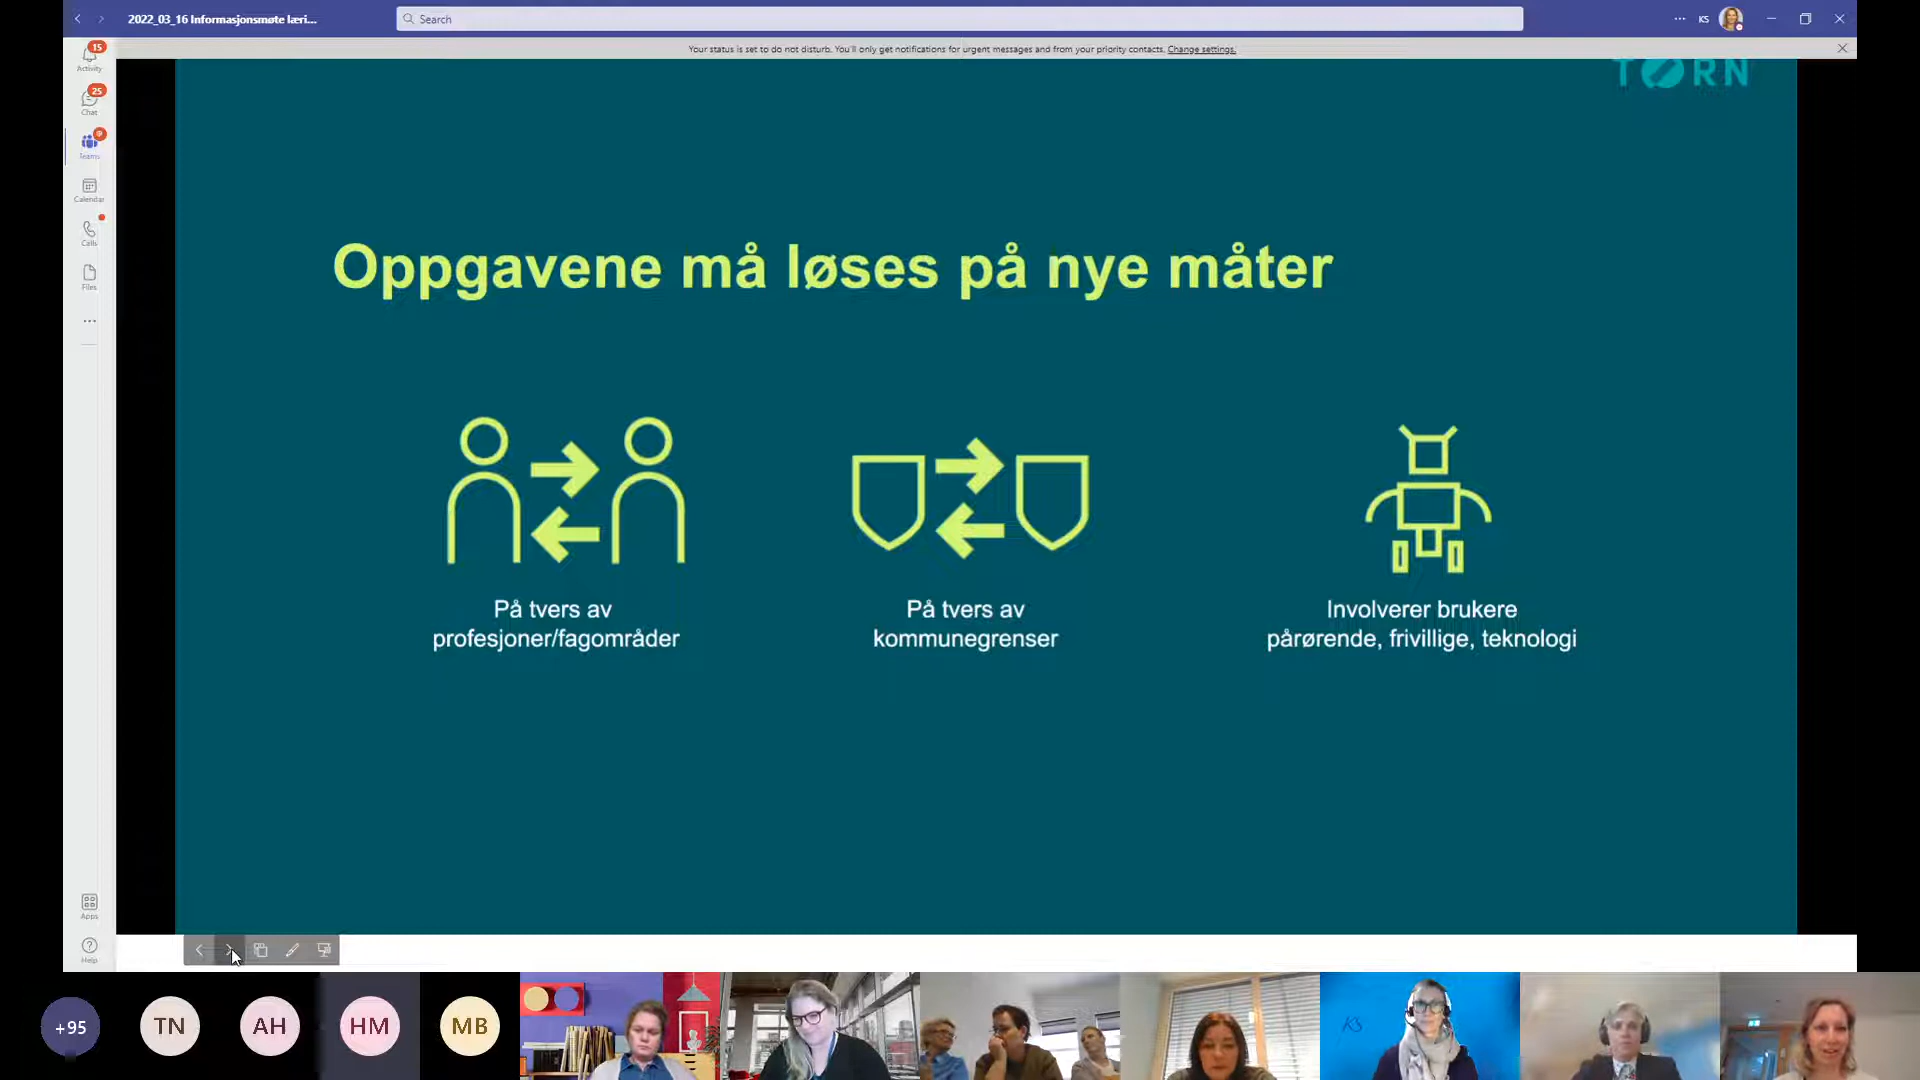 2022_03_16 Informasjonsmøte læri...
Search
KS
Your status is set to do not disturb. You'll only get notifications for urgent messages and from your priority contacts. Change settings.
15
Activity
25
Chat
Teams
Calendar
Calls
Files
Apps
Help
TØRN
Oppgavene må løses på nye måter
På tvers av
profesjoner/fagområder
På tvers av
kommunegrenser
Involverer brukere
pårørende, frivillige, teknologi
+95
TN
AH
HM
MB
KS